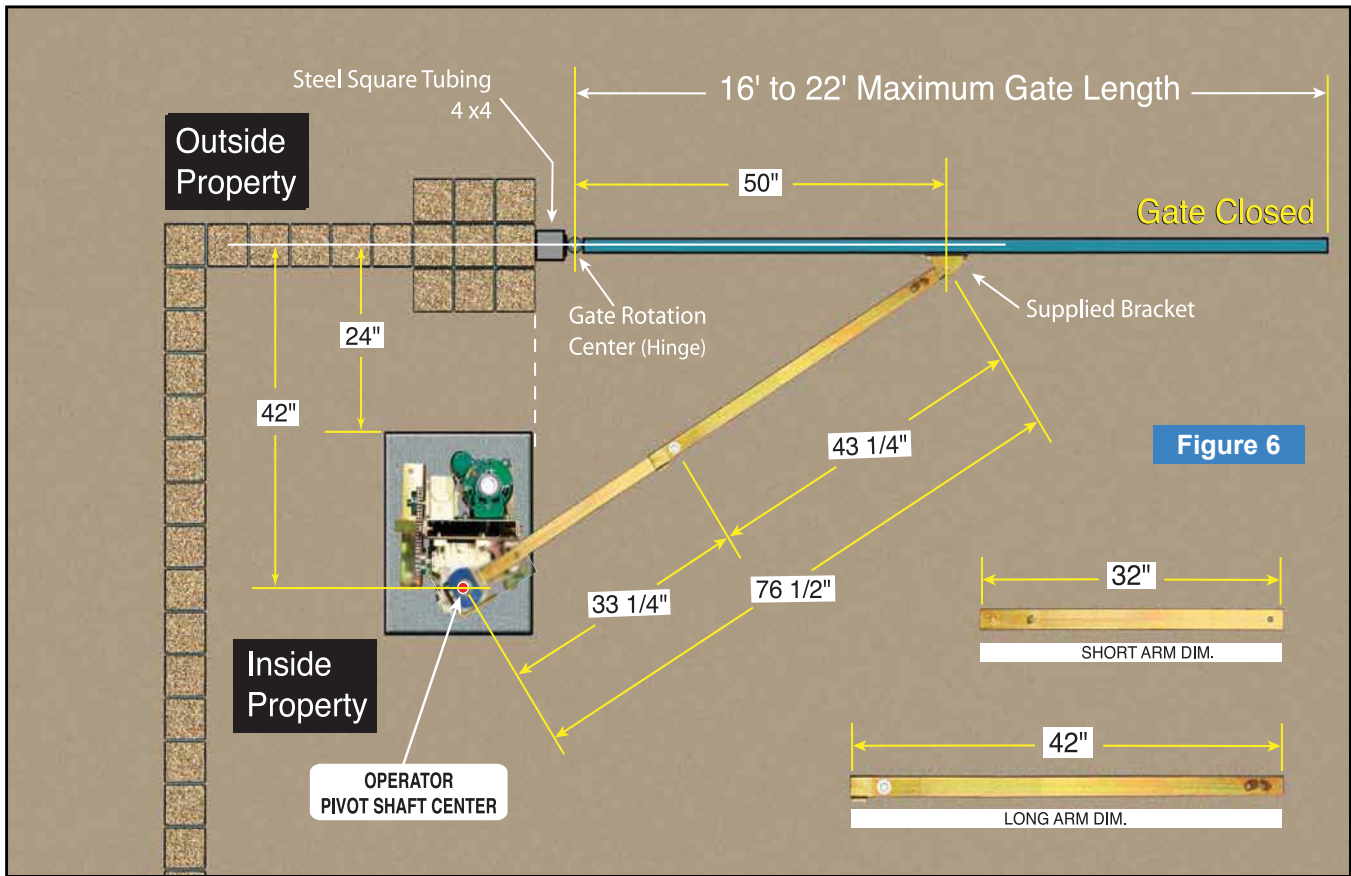 Steel Square Tubing
4 x4
16' to 22' Maximum Gate Length
Outside
Property
50"
Gate Closed
Gate Rotation
Center (Hinge)
Supplied Bracket
24"
42"
43 1/4"
Figure 6
33 1/4"
76 1/2"
32"
SHORT ARM DIM.
Inside
Property
42"
LONG ARM DIM.
OPERATOR
PIVOT SHAFT CENTER